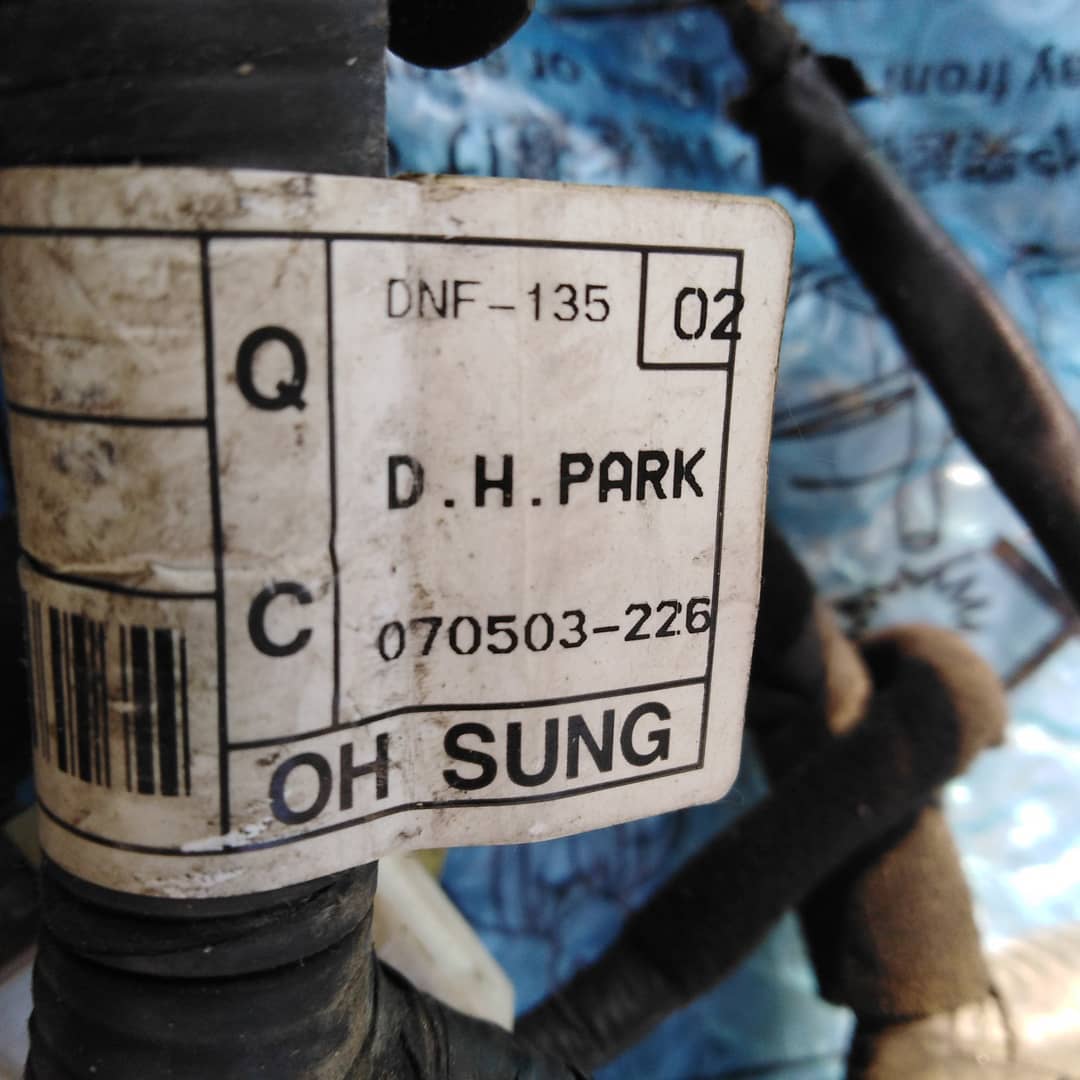 DNF-135
02
Q
D.H.PARK
C
070503-226
OH SUNG